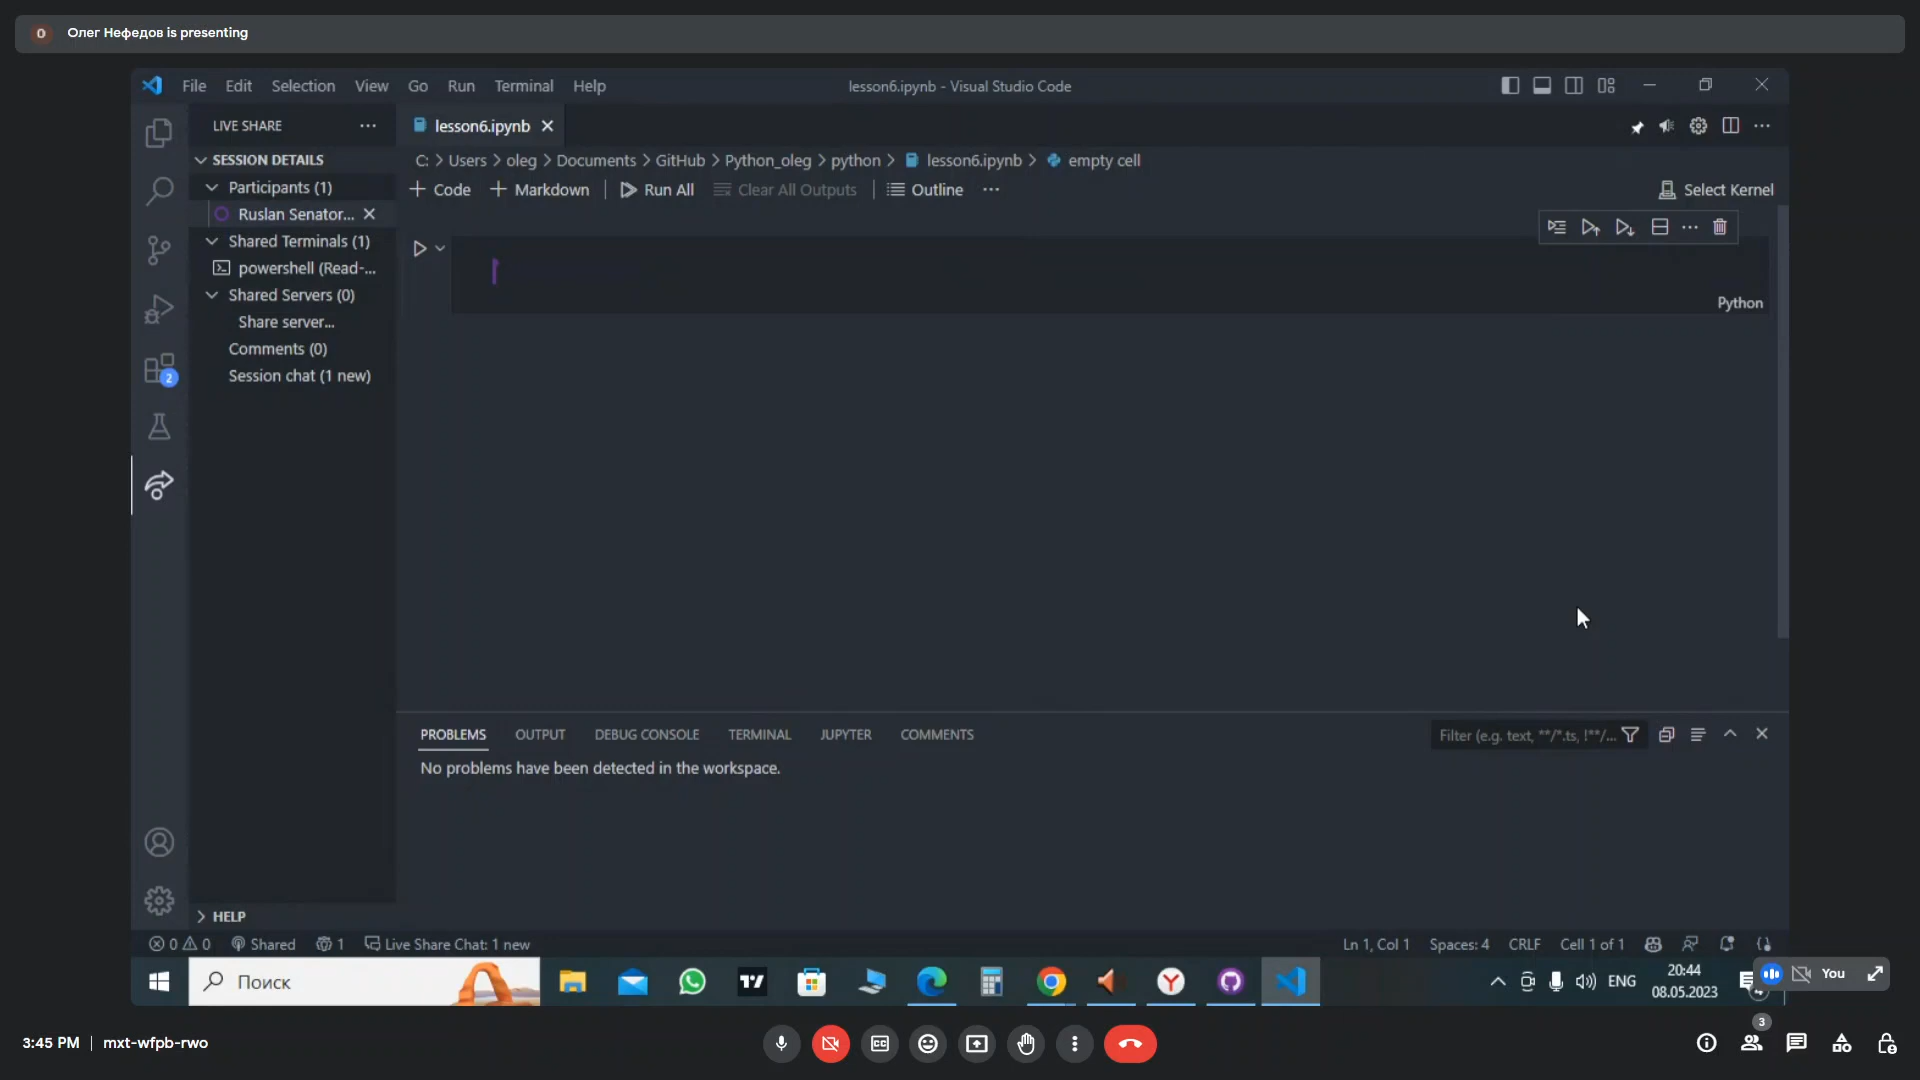 O Олег Нефедов is presenting
File Edit Selection View Go Run Terminal Help lesson6.ipynb - Visual Studio Code
LIVE SHARE ... lesson6.ipynb
SESSION DETAILS
C: > Users > oleg > Documents > GitHub > Python_oleg > python > lesson6.ipynb > empty cell
Participants (1)
+ Code + Markdown Run All Clear All Outputs Outline ... Select Kernel
Ruslan Senator...
Shared Terminals (1)
powershell (Read-...
Shared Servers (0)
Python
Share server...
Comments (0)
Session chat (1 new)
2
PROBLEMS OUTPUT DEBUG CONSOLE TERMINAL JUPYTER COMMENTS Filter (e.g. text, **/*.ts, !**/...
No problems have been detected in the workspace.
HELP
0 0 Shared 1 Live Share Chat: 1 new Ln 1, Col 1 Spaces: 4 CRLF Cell 1 of 1
Поиск ENG 20:44 You
08.05.2023
3:45 PM | mxt-wfpb-rwo CC 3